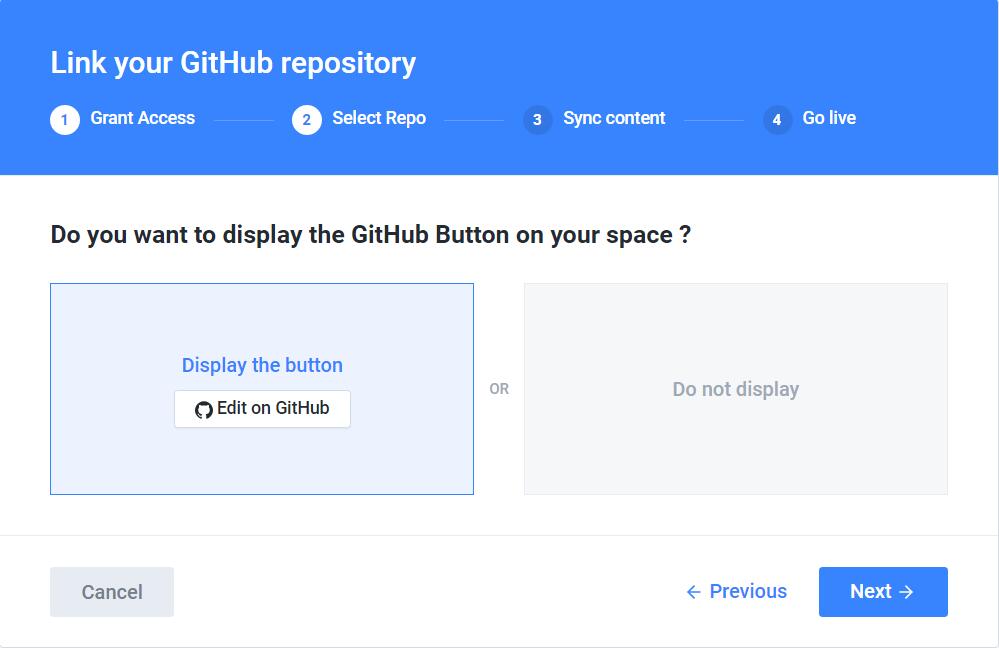 Link your GitHub repository
1 Grant Access 2 Select Repo 3 Sync content 4 Go live
Do you want to display the GitHub Button on your space ?
Display the button
Edit on GitHub
OR
Do not display
Cancel
← Previous
Next →